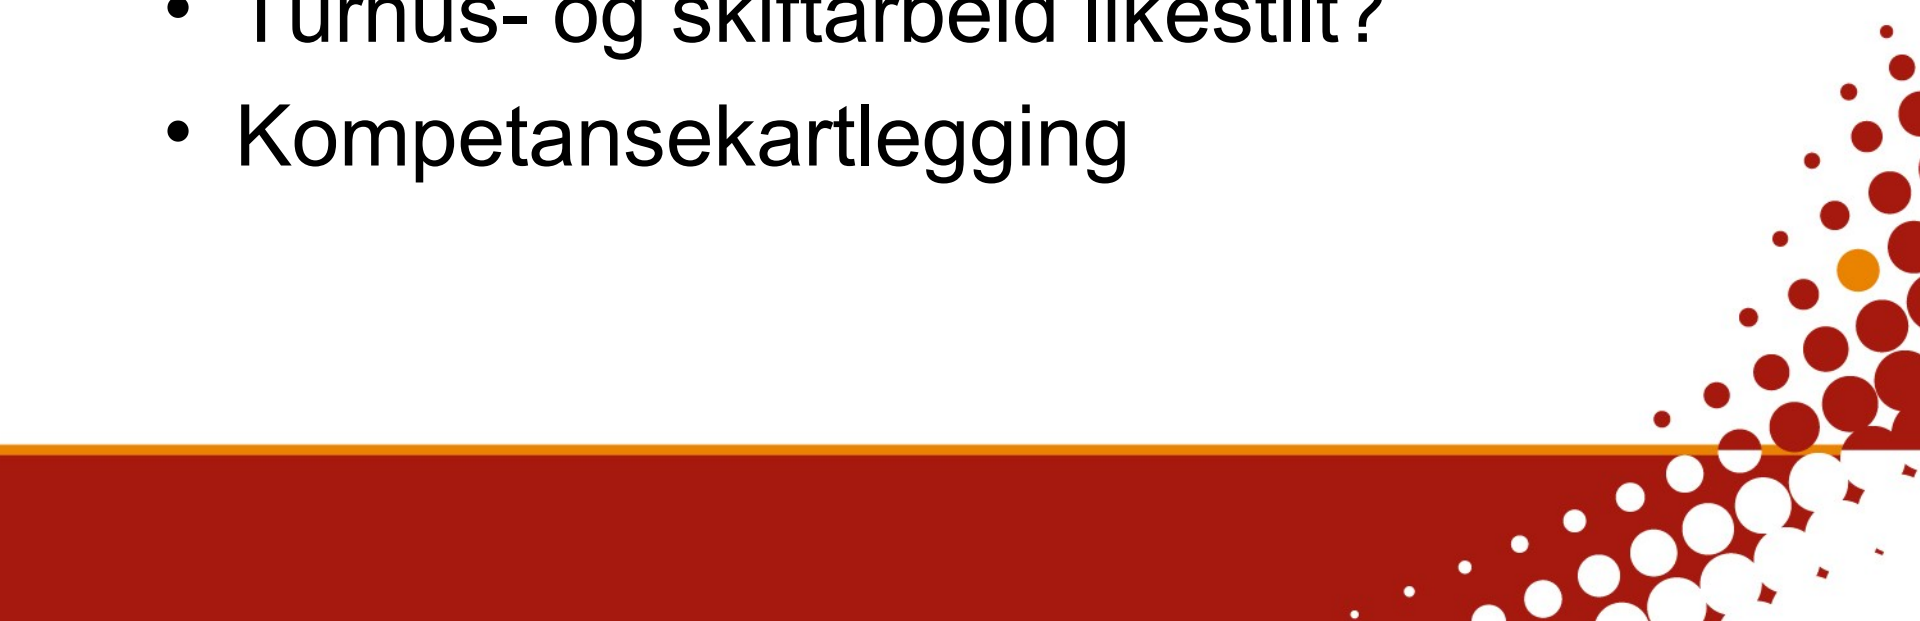 • Turnus- og skiftarbeid likestilt?
• Kompetansekartlegging